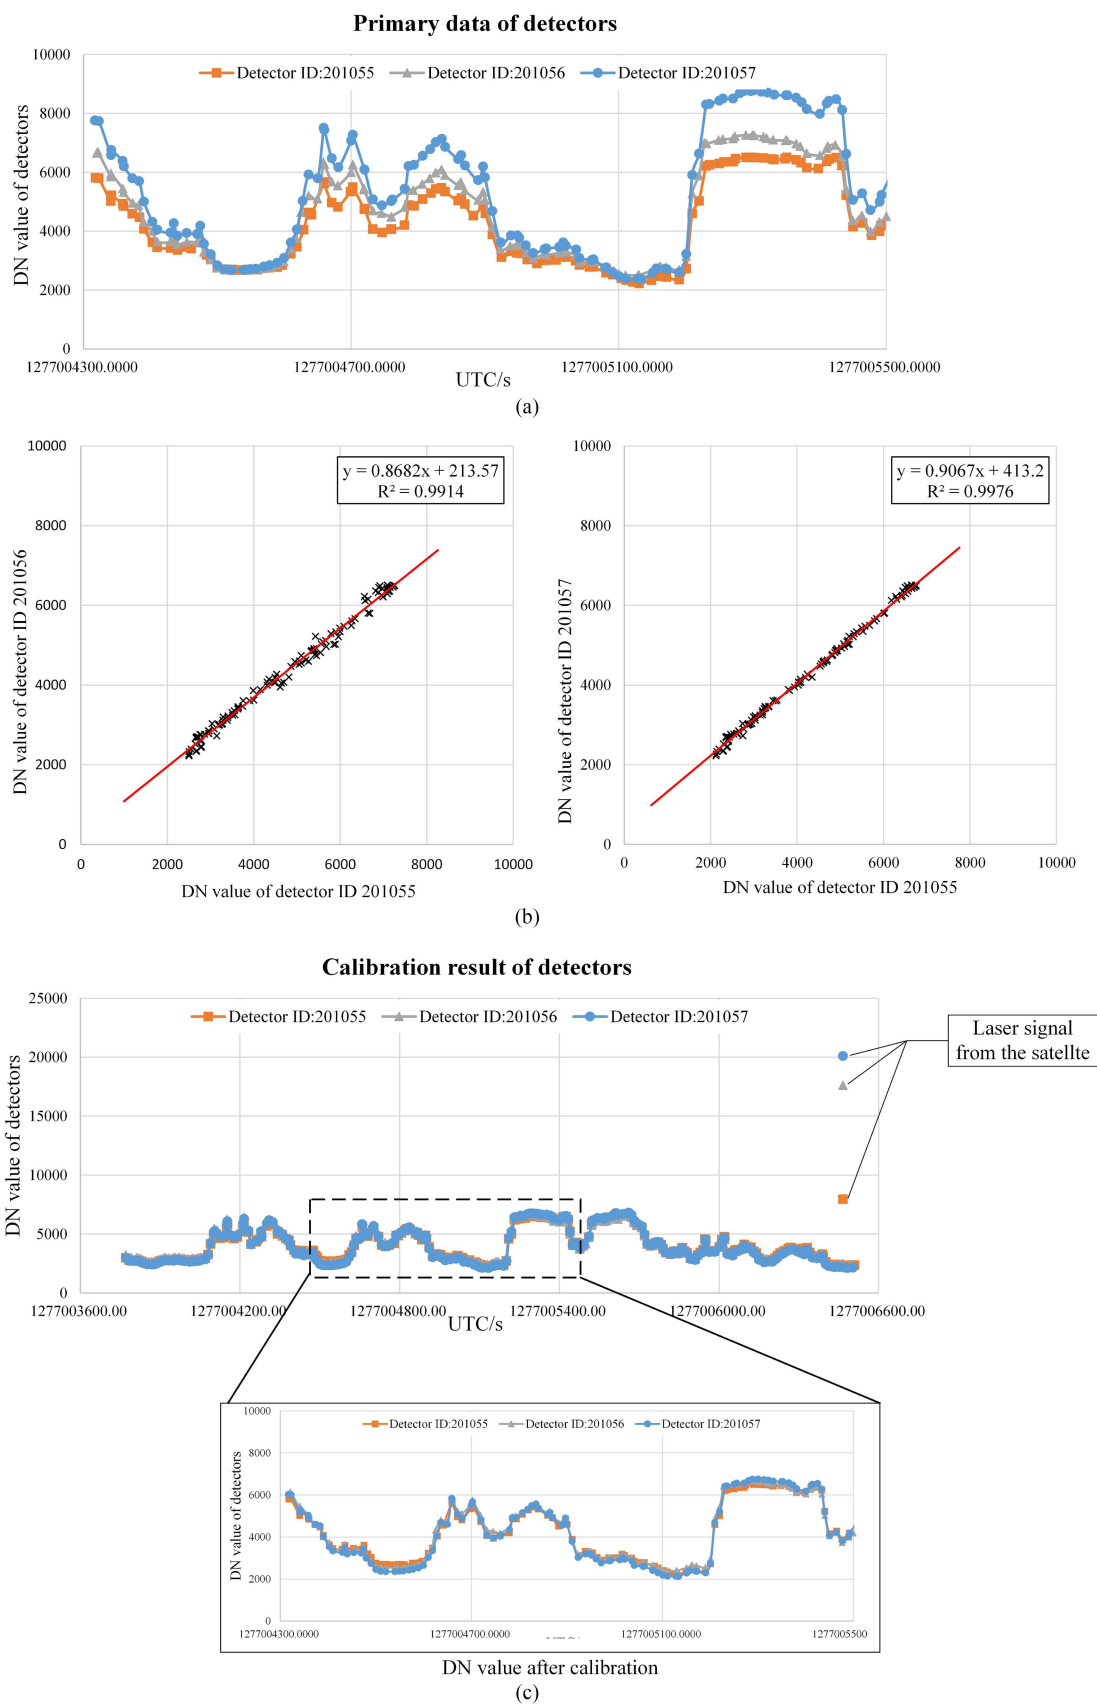 Primary data of detectors
10000
Detector ID:201055
Detector ID:201056
Detector ID:201057
8000
6000
4000
2000
0
DN value of detectors
1277004300.0000
1277004700.0000
1277005100.0000
1277005500.0000
UTC/s
(a)
10000
8000
6000
4000
2000
0
y = 0.8682x + 213.57
R² = 0.9914
DN value of detector ID 201056
0
2000
4000
6000
8000
10000
DN value of detector ID 201055
10000
8000
6000
4000
2000
0
y = 0.9067x + 413.2
R² = 0.9976
DN value of detector ID 201057
0
2000
4000
6000
8000
10000
DN value of detector ID 201055
(b)
Calibration result of detectors
25000
Detector ID:201055
Detector ID:201056
Detector ID:201057
20000
15000
10000
5000
0
DN value of detectors
Laser signal
from the satellte
1277003600.00
1277004200.00
1277004800.00
1277005400.00
1277006000.00
1277006600.00
UTC/s
10000
Detector ID:201055
Detector ID:201056
Detector ID:201057
8000
6000
4000
2000
0
DN value of detectors
1277004300.0000
1277004700.0000
1277005100.0000
1277005500
DN value after calibration
(c)